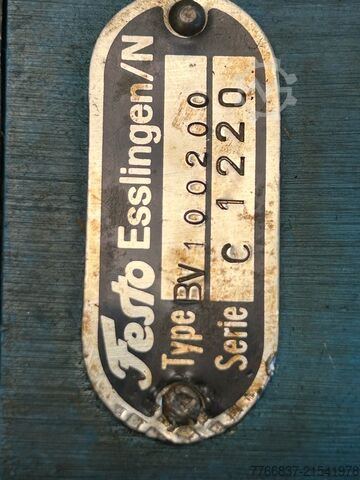 Festo Esslingen/N
Type BV 100200
Serie C 1220
7766837-21541978